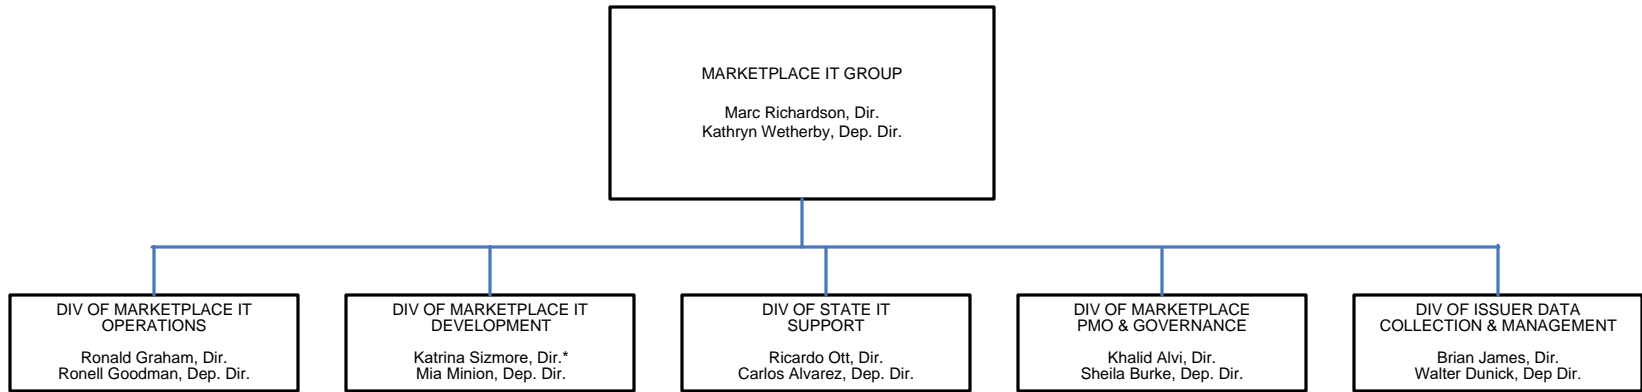 MARKETPLACE IT GROUP
Marc Richardson, Dir.
Kathryn Wetherby, Dep. Dir.
DIV OF MARKETPLACE IT
OPERATIONS
Ronald Graham, Dir.
Ronell Goodman, Dep. Dir.
DIV OF MARKETPLACE IT
DEVELOPMENT
Katrina Sizmore, Dir.*
Mia Minion, Dep. Dir.
DIV OF STATE IT
SUPPORT
Ricardo Ott, Dir.
Carlos Alvarez, Dep. Dir.
DIV OF MARKETPLACE
PMO & GOVERNANCE
Khalid Alvi, Dir.
Sheila Burke, Dep. Dir.
DIV OF ISSUER DATA
COLLECTION & MANAGEMENT
Brian James, Dir.
Walter Dunick, Dep Dir.